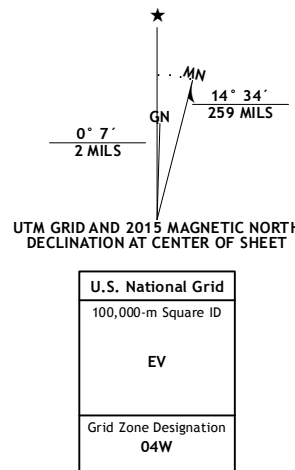 MN
14° 34´
259 MILS
GN
0° 7´
2 MILS
UTM GRID AND 2015 MAGNETIC NORTH
DECLINATION AT CENTER OF SHEET
U.S. National Grid
100,000-m Square ID
EV
Grid Zone Designation
04W